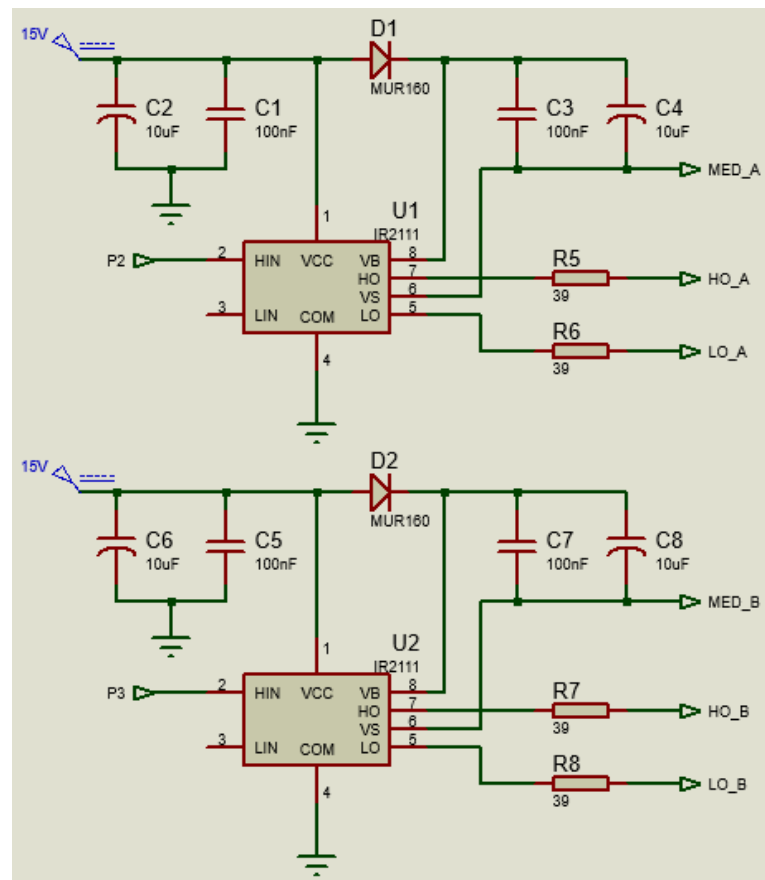 15V
D1
MUR160
C2
10uF
C1
100nF
C3
100nF
C4
10uF
MED_A
1
U1
IR2111
P2
2
HIN
VCC
VB
8
HO
7
VS
6
3
LIN
COM
LO
5
4
R5
39
HO_A
R6
39
LO_A
15V
D2
MUR160
C6
10uF
C5
100nF
C7
100nF
C8
10uF
MED_B
1
U2
IR2111
P3
2
HIN
VCC
VB
8
HO
7
VS
6
3
LIN
COM
LO
5
4
R7
39
HO_B
R8
39
LO_B